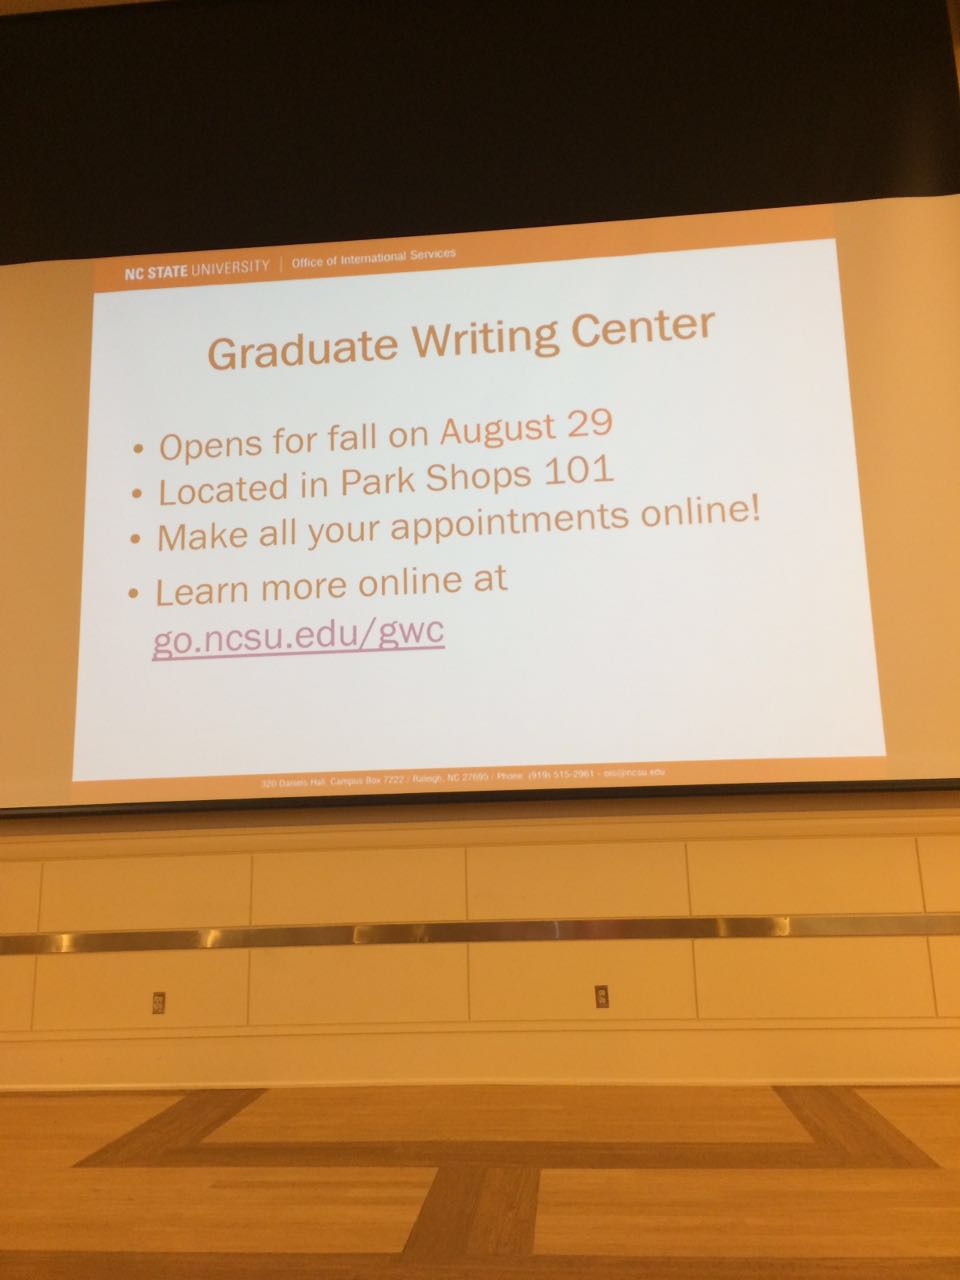 NC STATE UNIVERSITY | Office of International Services
Graduate Writing Center
• Opens for fall on August 29
• Located in Park Shops 101
• Make all your appointments online!
• Learn more online at
go.ncsu.edu/gwc
320 Daniels Hall, Campus Box 7222 / Raleigh, NC 27695 / Phone: (919) 515-2961 - ois@ncsu.edu